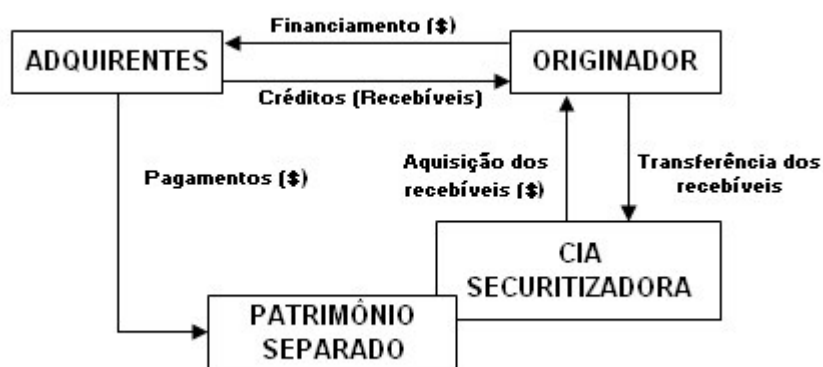 Financiamento ($)
ADQUIRENTES
ORIGINADOR
Créditos (Recebíveis)
Pagamentos ($)
Aquisição dos
recebíveis ($)
Transferência dos
recebíveis
CIA
SECURITIZADORA
PATRIMÔNIO
SEPARADO